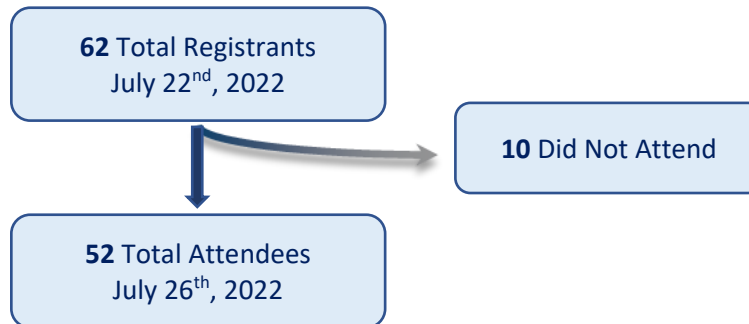 62 Total Registrants
July 22nd, 2022
10 Did Not Attend
52 Total Attendees
July 26th, 2022